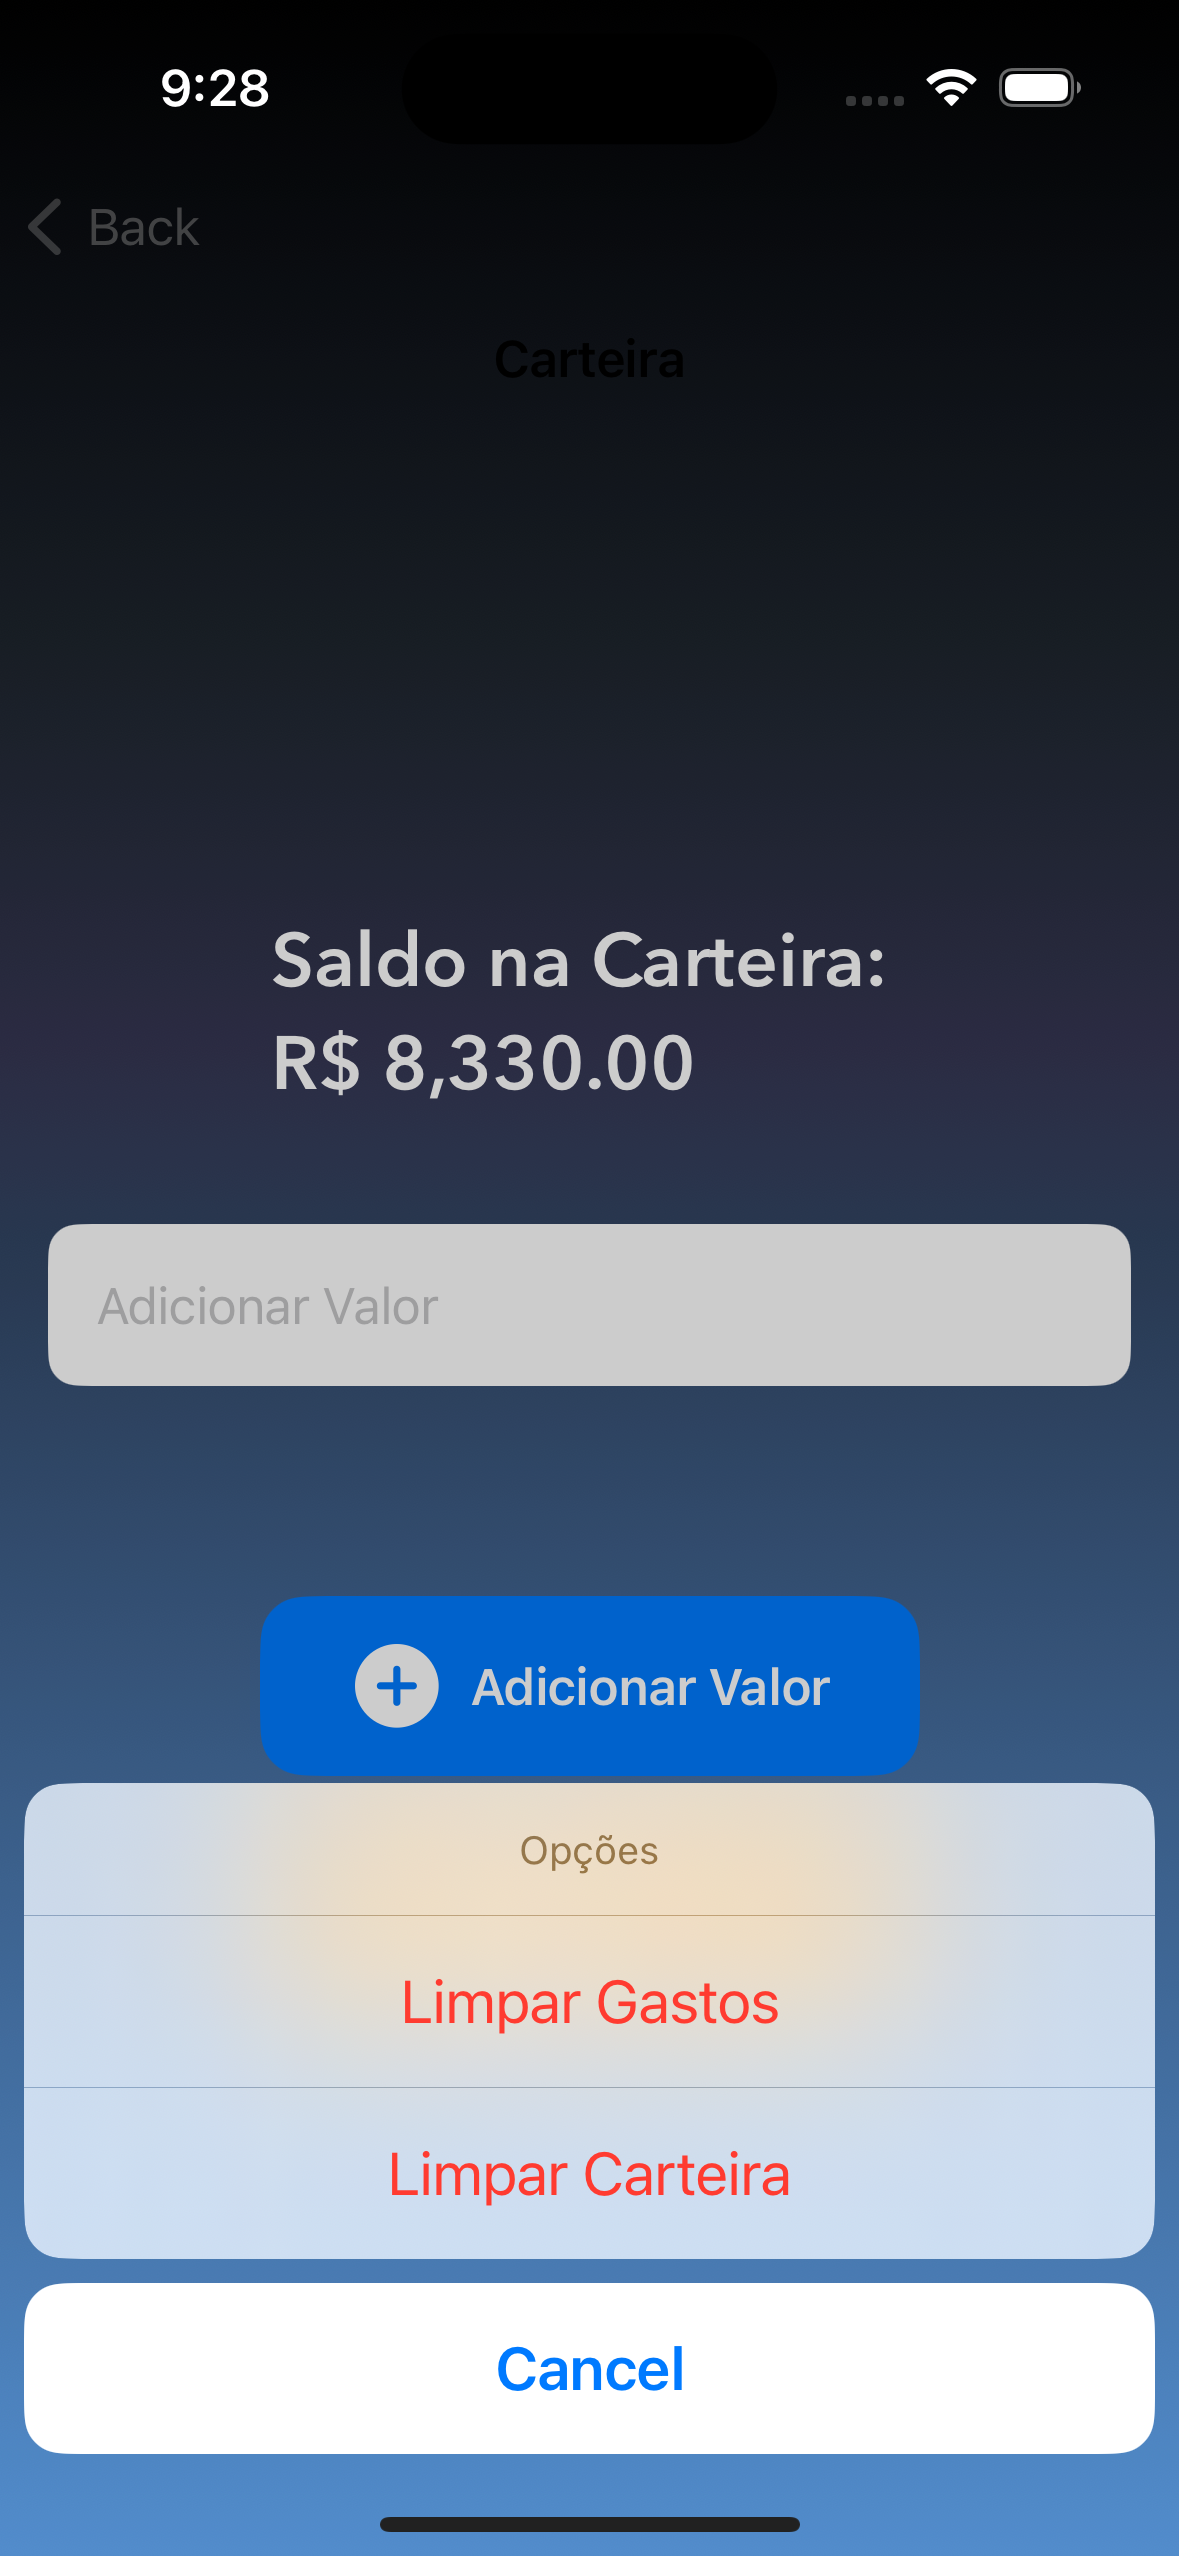 9:28
Back
Carteira
Saldo na Carteira:
R$ 8,330.00
Adicionar Valor
Adicionar Valor
Opções
Limpar Gastos
Limpar Carteira
Cancel